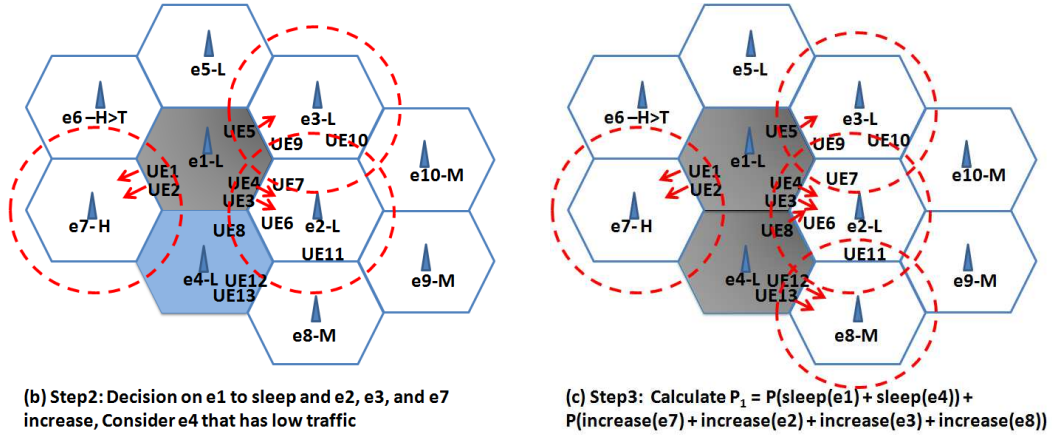 e5-L
e6 –H>T
e3-L
UE5
UE9
UE10
e1-L
UE1
UE2
UE4
UE7
UE3
e10-M
e7- H
UE6
e2-L
UE8
UE11
e4-L
UE12
UE13
e9-M
e8-M
(b) Step2: Decision on e1 to sleep and e2, e3, and e7
increase, Consider e4 that has low traffic
e5-L
e6 –H>T
e3-L
UE5
UE9
UE10
e1-L
UE1
UE2
UE4
UE7
UE3
e10-M
e7- H
UE6
e2-L
UE8
UE11
e4-L
UE12
UE13
e9-M
e8-M
(c) Step3: Calculate P1 = P(sleep(e1) + sleep(e4)) +
P(increase(e7) + increase(e2) + increase(e3) + increase(e8))